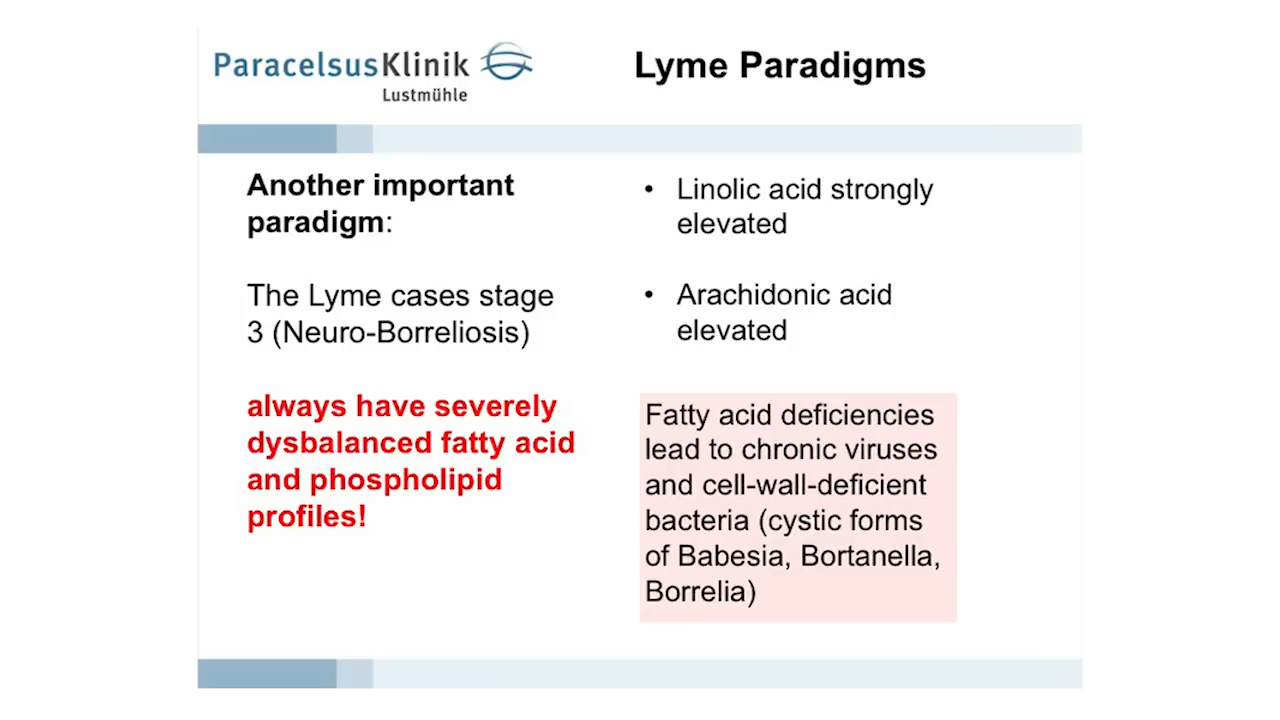 ParacelsusKlinik
Lustmühle
Lyme Paradigms
Another important
paradigm:
The Lyme cases stage
3 (Neuro-Borreliosis)
always have severely
dysbalanced fatty acid
and phospholipid
profiles!
• Linolic acid strongly
elevated
• Arachidonic acid
elevated
Fatty acid deficiencies
lead to chronic viruses
and cell-wall-deficient
bacteria (cystic forms
of Babesia, Bortanella,
Borrelia)